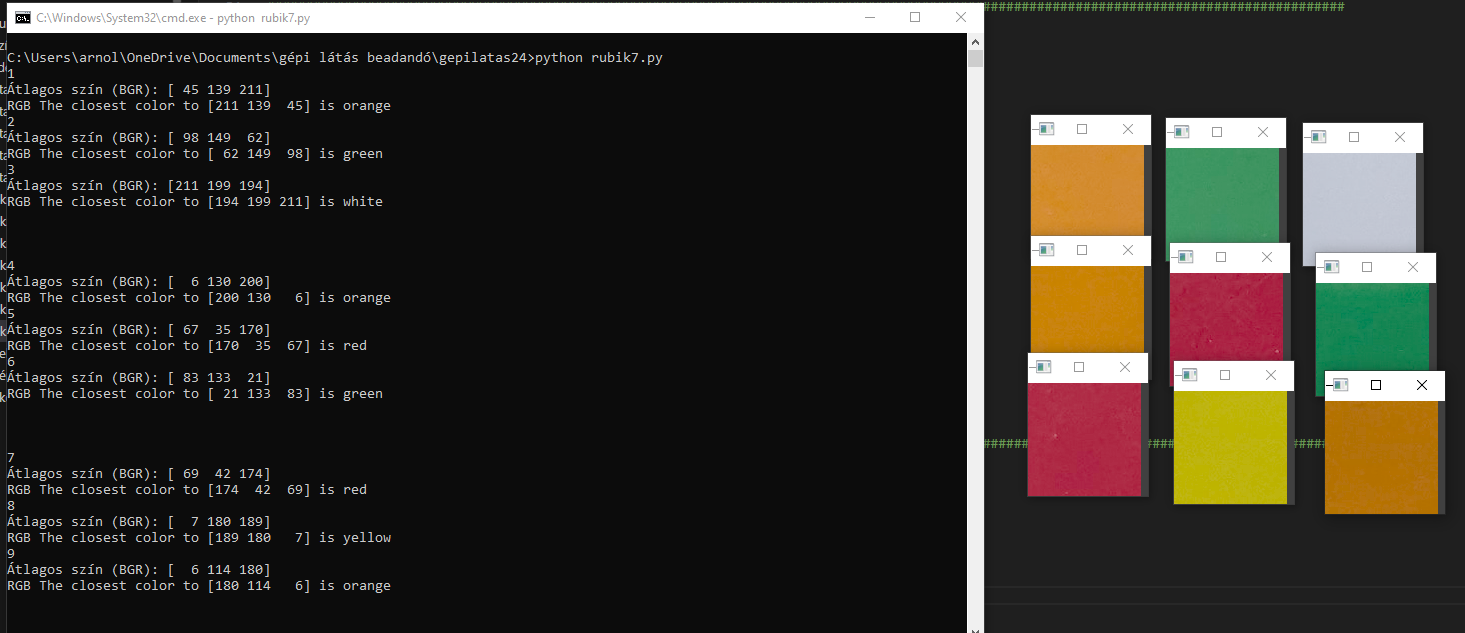 C:\Windows\System32\cmd.exe - python rubik7.py
C:\Users\arnol\OneDrive\Documents\gépi látás beadandó\gepilatas24>python rubik7.py
1
Átlagos szín (BGR): [ 45 139 211]
RGB The closest color to [211 139  45] is orange
2
Átlagos szín (BGR): [ 98 149  62]
RGB The closest color to [ 62 149  98] is green
3
Átlagos szín (BGR): [211 199 194]
RGB The closest color to [194 199 211] is white
4
Átlagos szín (BGR): [  6 130 200]
RGB The closest color to [200 130   6] is orange
5
Átlagos szín (BGR): [ 67  35 170]
RGB The closest color to [170  35  67] is red
6
Átlagos szín (BGR): [ 83 133  21]
RGB The closest color to [ 21 133  83] is green
7
Átlagos szín (BGR): [ 69  42 174]
RGB The closest color to [174  42  69] is red
8
Átlagos szín (BGR): [  7 180 189]
RGB The closest color to [189 180   7] is yellow
9
Átlagos szín (BGR): [  6 114 180]
RGB The closest color to [180 114   6] is orange